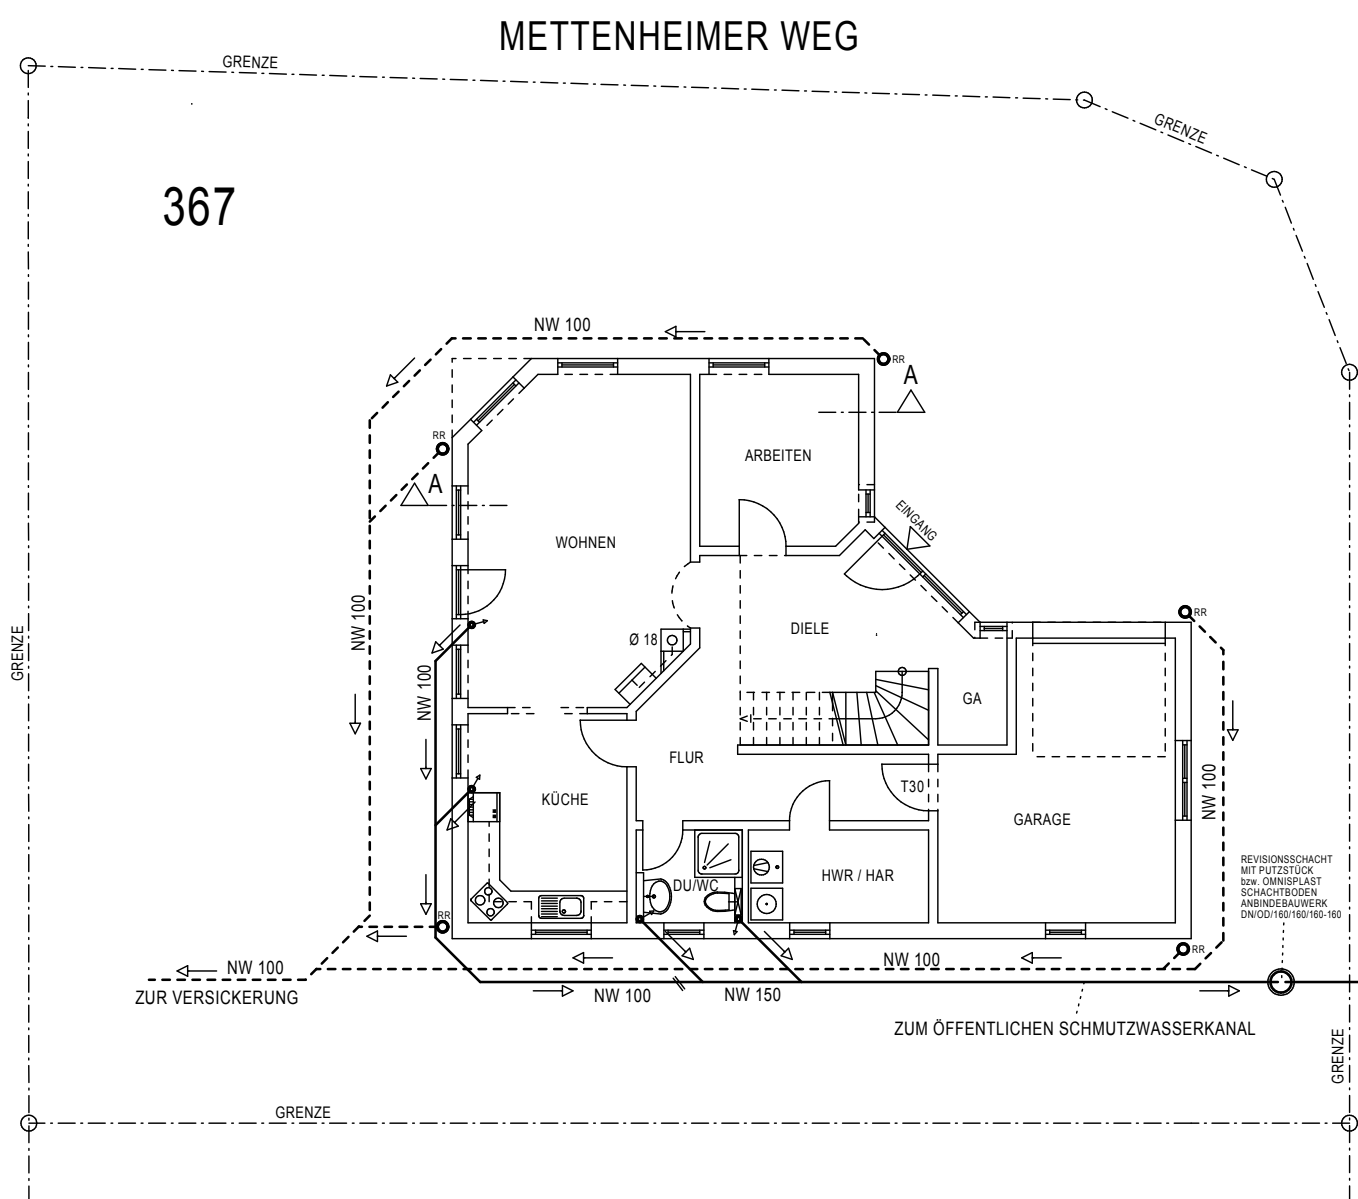 METTENHEIMER WEG
GRENZE
GRENZE
367
NW 100
RR
A
RR
A
ARBEITEN
EINGANG
WOHNEN
NW 100
RR
GRENZE
Ø 18
DIELE
NW 100
GA
FLUR
T30
KÜCHE
NW 100
GARAGE
REVISIONSSCHACHT
MIT PUTZSTÜCK
bzw. OMNISPLAST
SCHACHTBODEN
ANBINDEBAUWERK
DN/OD/160/160/160-160
DU/WC
HWR / HAR
RR
RR
NW 100
NW 100
ZUR VERSICKERUNG
NW 100
NW 150
ZUM ÖFFENTLICHEN SCHMUTZWASSERKANAL
GRENZE
GRENZE